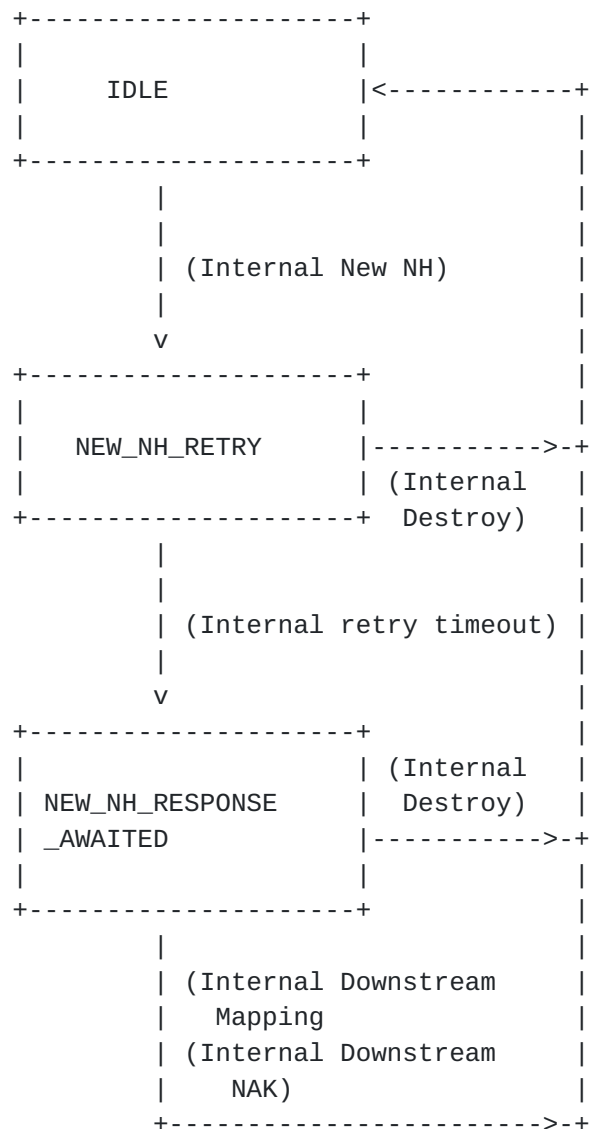 IDLE
(Internal New NH)
NEW_NH_RETRY
(Internal
Destroy)
(Internal retry timeout)
(Internal
NEW_NH_RESPONSE
Destroy)
_AWAITED
(Internal Downstream
Mapping
(Internal Downstream
NAK)